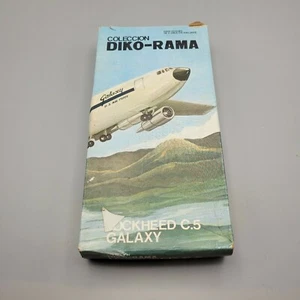 COLECCION
DIKO-RAMA
Galaxy
LOCKHEED C.5
GALAXY